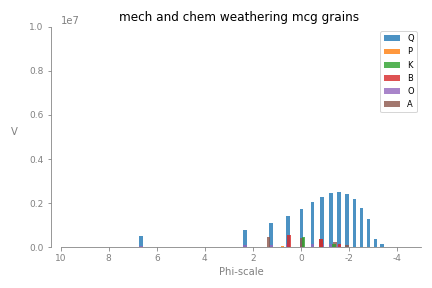 mech and chem weathering mcg grains
1e7
1.0
0.8
0.6
0.4
0.2
0.0
V
10 8 6 4 2 0 -2 -4
Phi-scale
Q
P
K
B
O
A